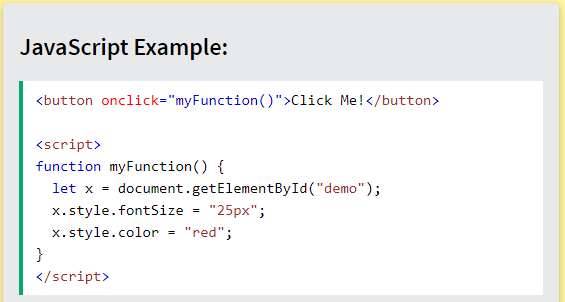 JavaScript Example:
<button onclick="myFunction()">Click Me!</button>
<script>
function myFunction() {
  let x = document.getElementById("demo");
  x.style.fontSize = "25px";
  x.style.color = "red";
}
</script>